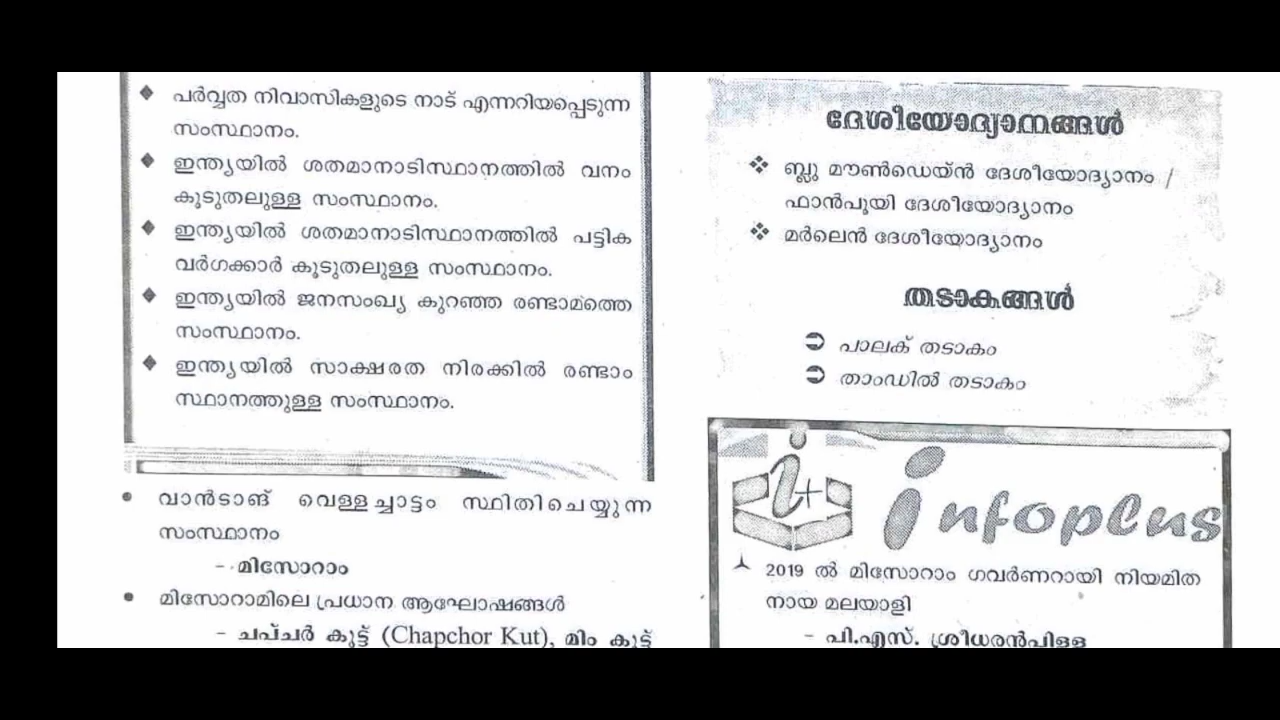 പർവ്വത നിവാസികളുടെ നാട് എന്നറിയപ്പെടുന്ന
സംസ്ഥാനം.
ഇന്ത്യയിൽ ശതമാനാടിസ്ഥാനത്തിൽ വനം
കൂടുതലുള്ള സംസ്ഥാനം.
ഇന്ത്യയിൽ ശതമാനാടിസ്ഥാനത്തിൽ പട്ടിക
വർഗക്കാർ കൂടുതലുള്ള സംസ്ഥാനം.
ഇന്ത്യയിൽ ജനസംഖ്യ കുറഞ്ഞ രണ്ടാമത്തെ
സംസ്ഥാനം.
ഇന്ത്യയിൽ സാക്ഷരത നിരക്കിൽ രണ്ടാം
സ്ഥാനത്തുള്ള സംസ്ഥാനം.
വാൻടാങ് വെള്ളച്ചാട്ടം സ്ഥിതിചെയ്യുന്ന
സംസ്ഥാനം
- മിസോറാം
മിസോറാമിലെ പ്രധാന ആഘോഷങ്ങൾ
- ചപ്ചർ കുട്ട് (Chapchor Kut), മിം കുട്ട്
ദേശീയോദ്യാനങ്ങൾ
ബ്ലു മൗൺഡെയ്ൻ ദേശീയോദ്യാനം /
ഫാൻപുയി ദേശീയോദ്യാനം
മർലെൻ ദേശീയോദ്യാനം
തടാകങ്ങൾ
പാലക് തടാകം
താംഡിൽ തടാകം
i+ infoplus
2019 ൽ മിസോറാം ഗവർണറായി നിയമിത
നായ മലയാളി
- പി.എസ്. ശ്രീധരൻപിള്ള